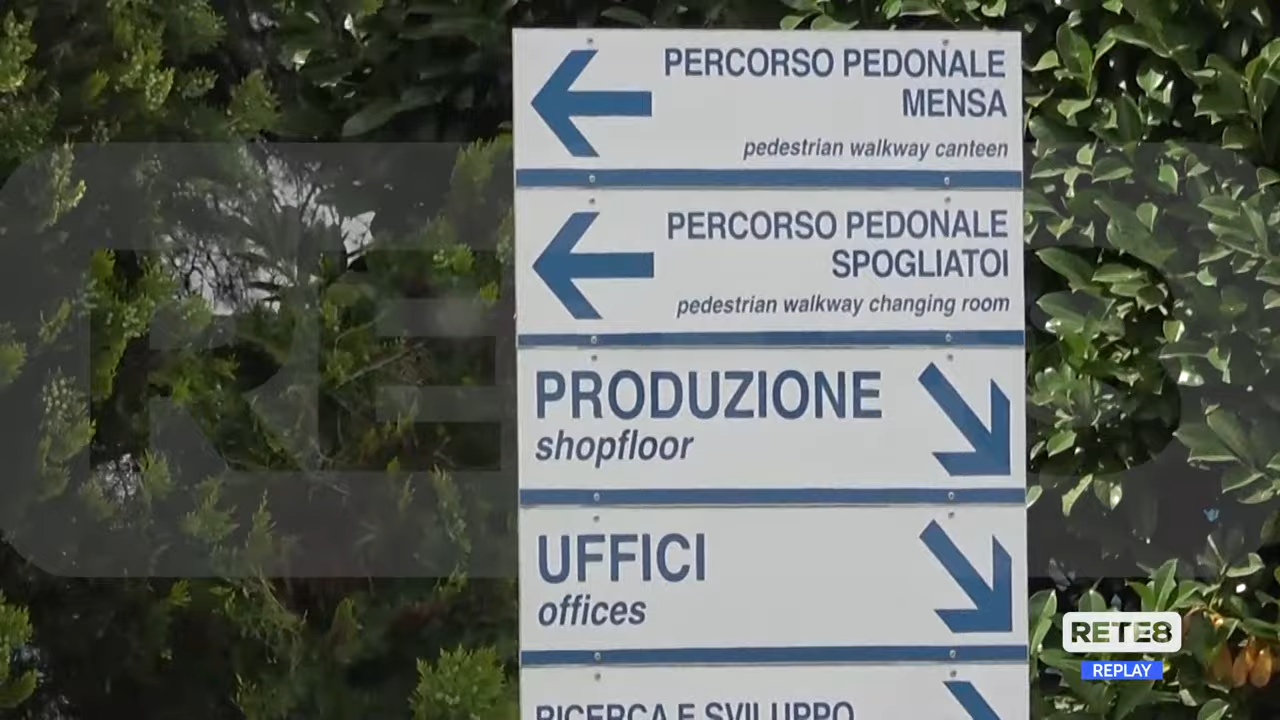 PERCORSO PEDONALE
MENSA
pedestrian walkway canteen
PERCORSO PEDONALE
SPOGLIATOI
pedestrian walkway changing room
PRODUZIONE
shopfloor
UFFICI
offices
RICERCA E SVILUPPO
RETE8
REPLAY